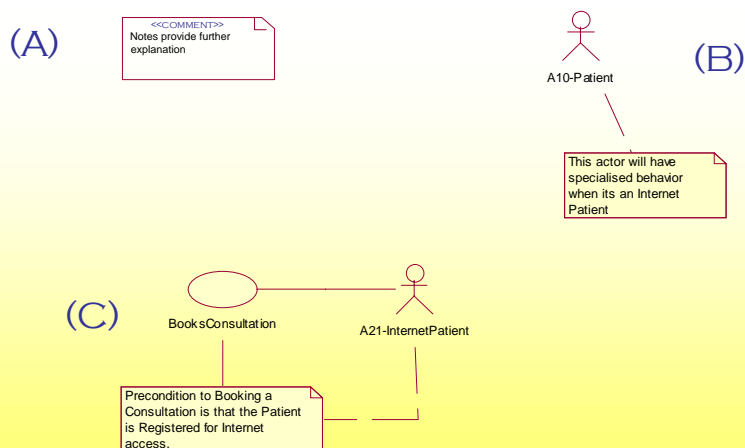 (A)
<<COMMENT>>
Notes provide further
explanation
A10-Patient
(B)
This actor will have
specialised behavior
when its an Internet
Patient
(C)
BooksConsultation
A21-InternetPatient
Precondition to Booking a
Consultation is that the Patient
is Registered for Internet
access.